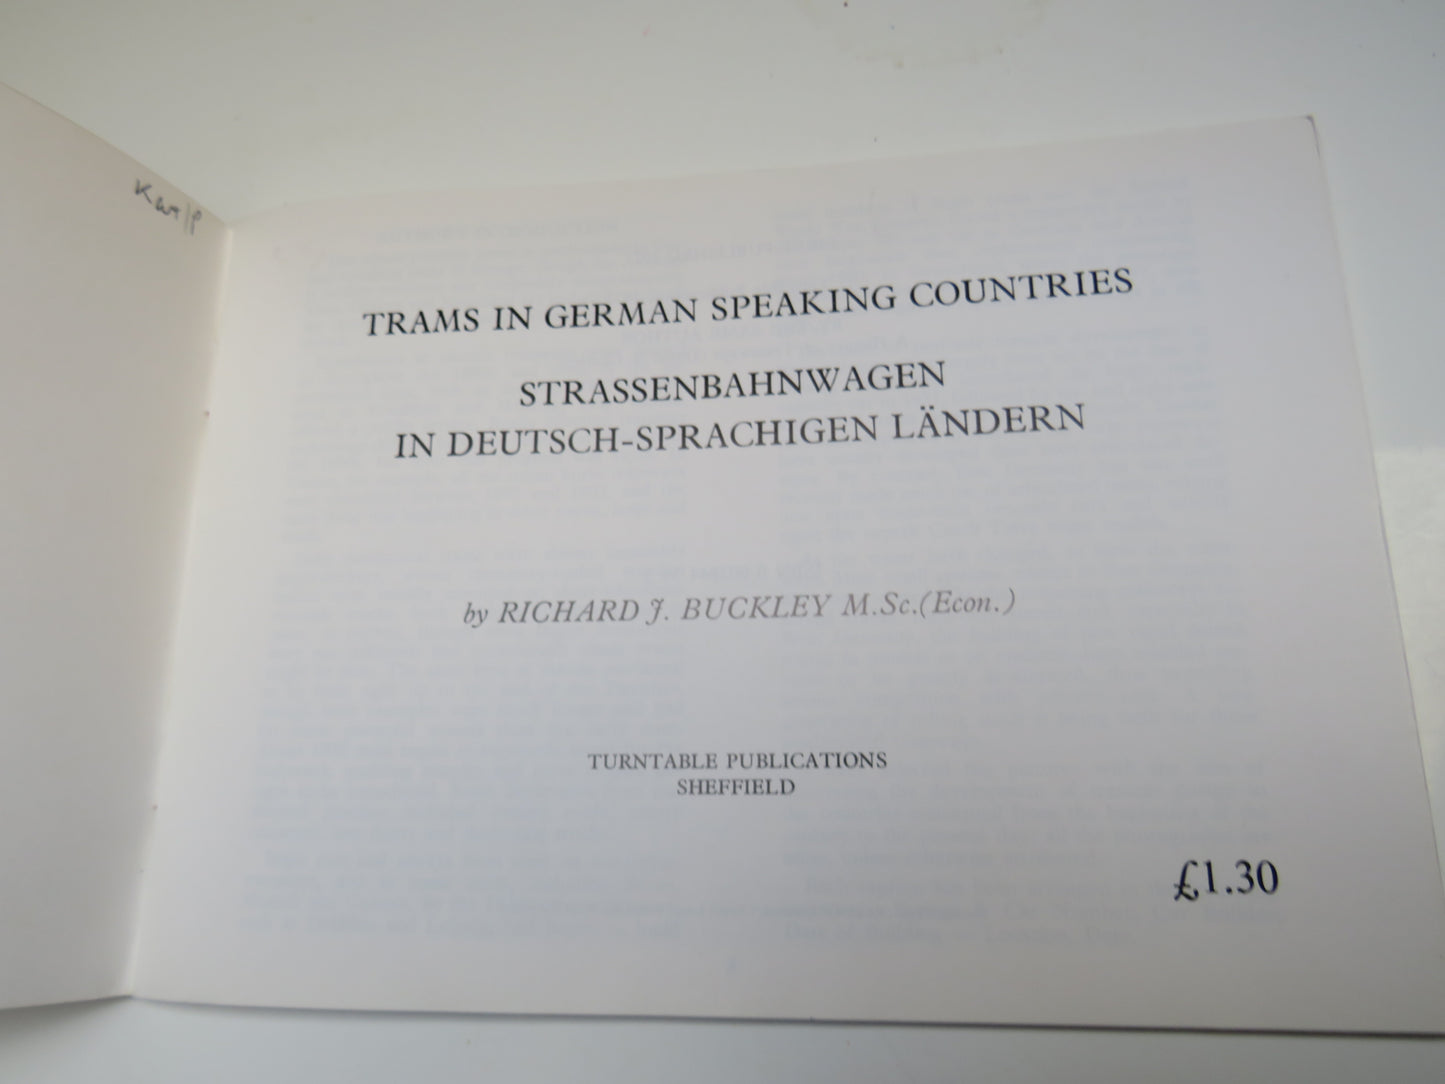 TRAMS IN GERMAN SPEAKING COUNTRIES
STRASSENBAHNWAGEN
IN DEUTSCH-SPRACHIGEN LÄNDERN
by RICHARD J. BUCKLEY M.Sc.(Econ.)
TURNTABLE PUBLICATIONS
SHEFFIELD
£1.30